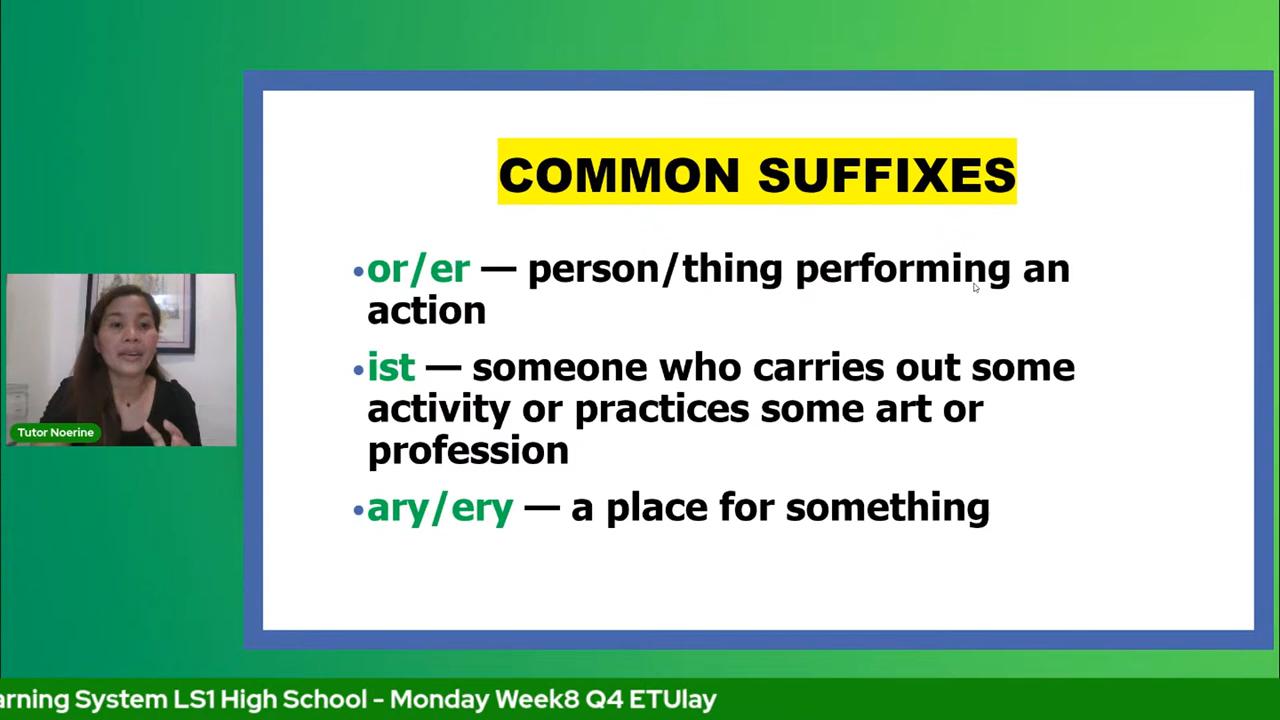 COMMON SUFFIXES
•or/er — person/thing performing an
action
•ist — someone who carries out some
activity or practices some art or
profession
•ary/ery — a place for something
Tutor Noerine
arning System LS1 High School - Monday Week8 Q4 ETUlay